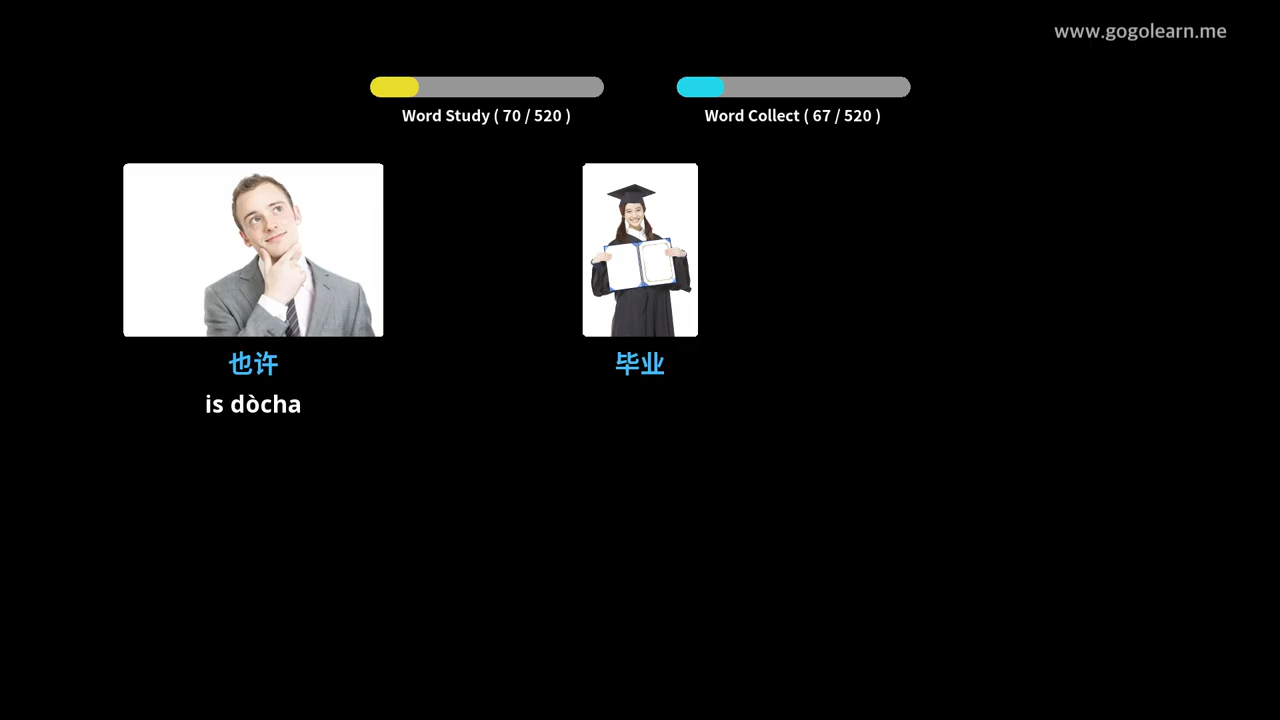 www.gogolearn.me
Word Study ( 70 / 520 )
Word Collect ( 67 / 520 )
也许
毕业
is dòcha